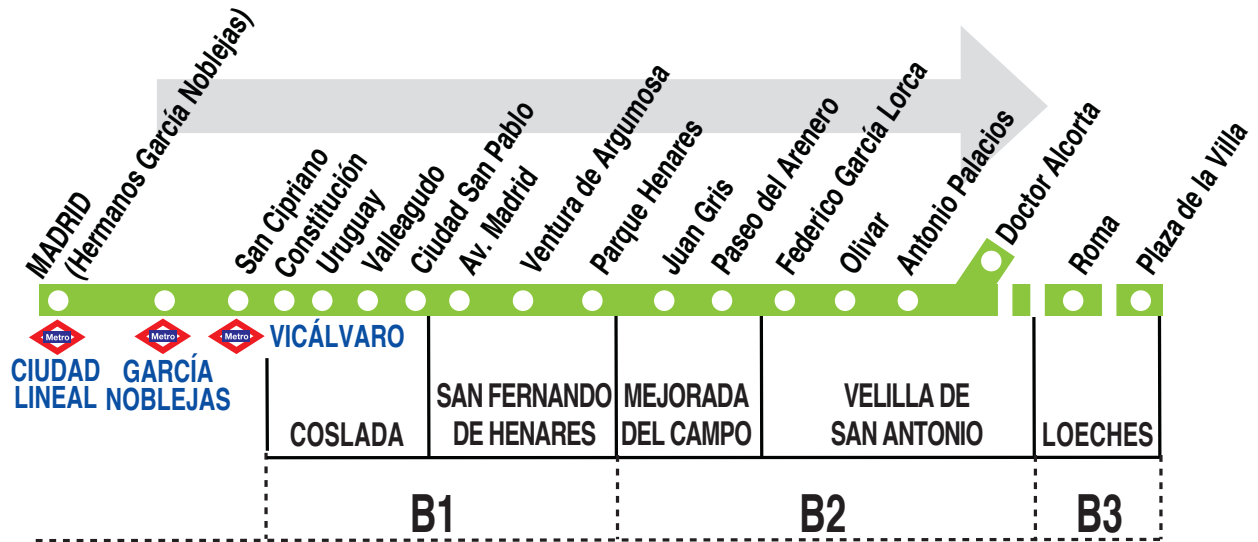 MADRID
(Hermanos García Noblejas)
San Cipriano
Constitución
Uruguay
Valleagudo
Ciudad San Pablo
Av. Madrid
Ventura de Argumosa
Parque Henares
Juan Gris
Paseo del Arenero
Federico García Lorca
Olivar
Antonio Palacios
Doctor Alcorta
Roma
Plaza de la Villa
Metro
Metro
Metro
VICÁLVARO
CIUDAD
LINEAL
GARCÍA
NOBLEJAS
COSLADA
SAN FERNANDO
DE HENARES
MEJORADA
DEL CAMPO
VELILLA DE
SAN ANTONIO
LOECHES
B1
B2
B3